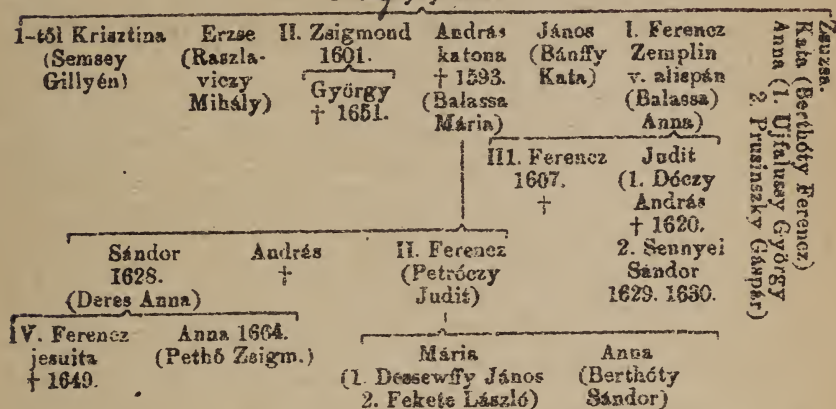 1-től Krisztina Erzse II. Zsigmond András János I. Ferencz
(Semsey (Raszla- 1601. katona (Bánffy Zemplin
Gillyén) viczy † 1593. Kata) v. alispán
Mihály) György (Balassa (Balassa)
† 1651. Mária) Anna)
Zsuzsa.
Kata (Berthóty Ferencz)
Anna (1. Ujfalussy György
2. Prusinszky Gáspár)
III. Ferencz Judit
1607. (1. Dóczy
† András
† 1620.
2. Sennyei
Sándor
1629. 1630.
Sándor András II. Ferencz
1628. † (Petróczy
(Deres Anna) Judit)
IV. Ferencz Anna 1664.
jesuita (Pethő Zsigm.)
† 1649.
Mária Anna
(1. Dessewffy János (Berthóty
2. Fekete László) Sándor)